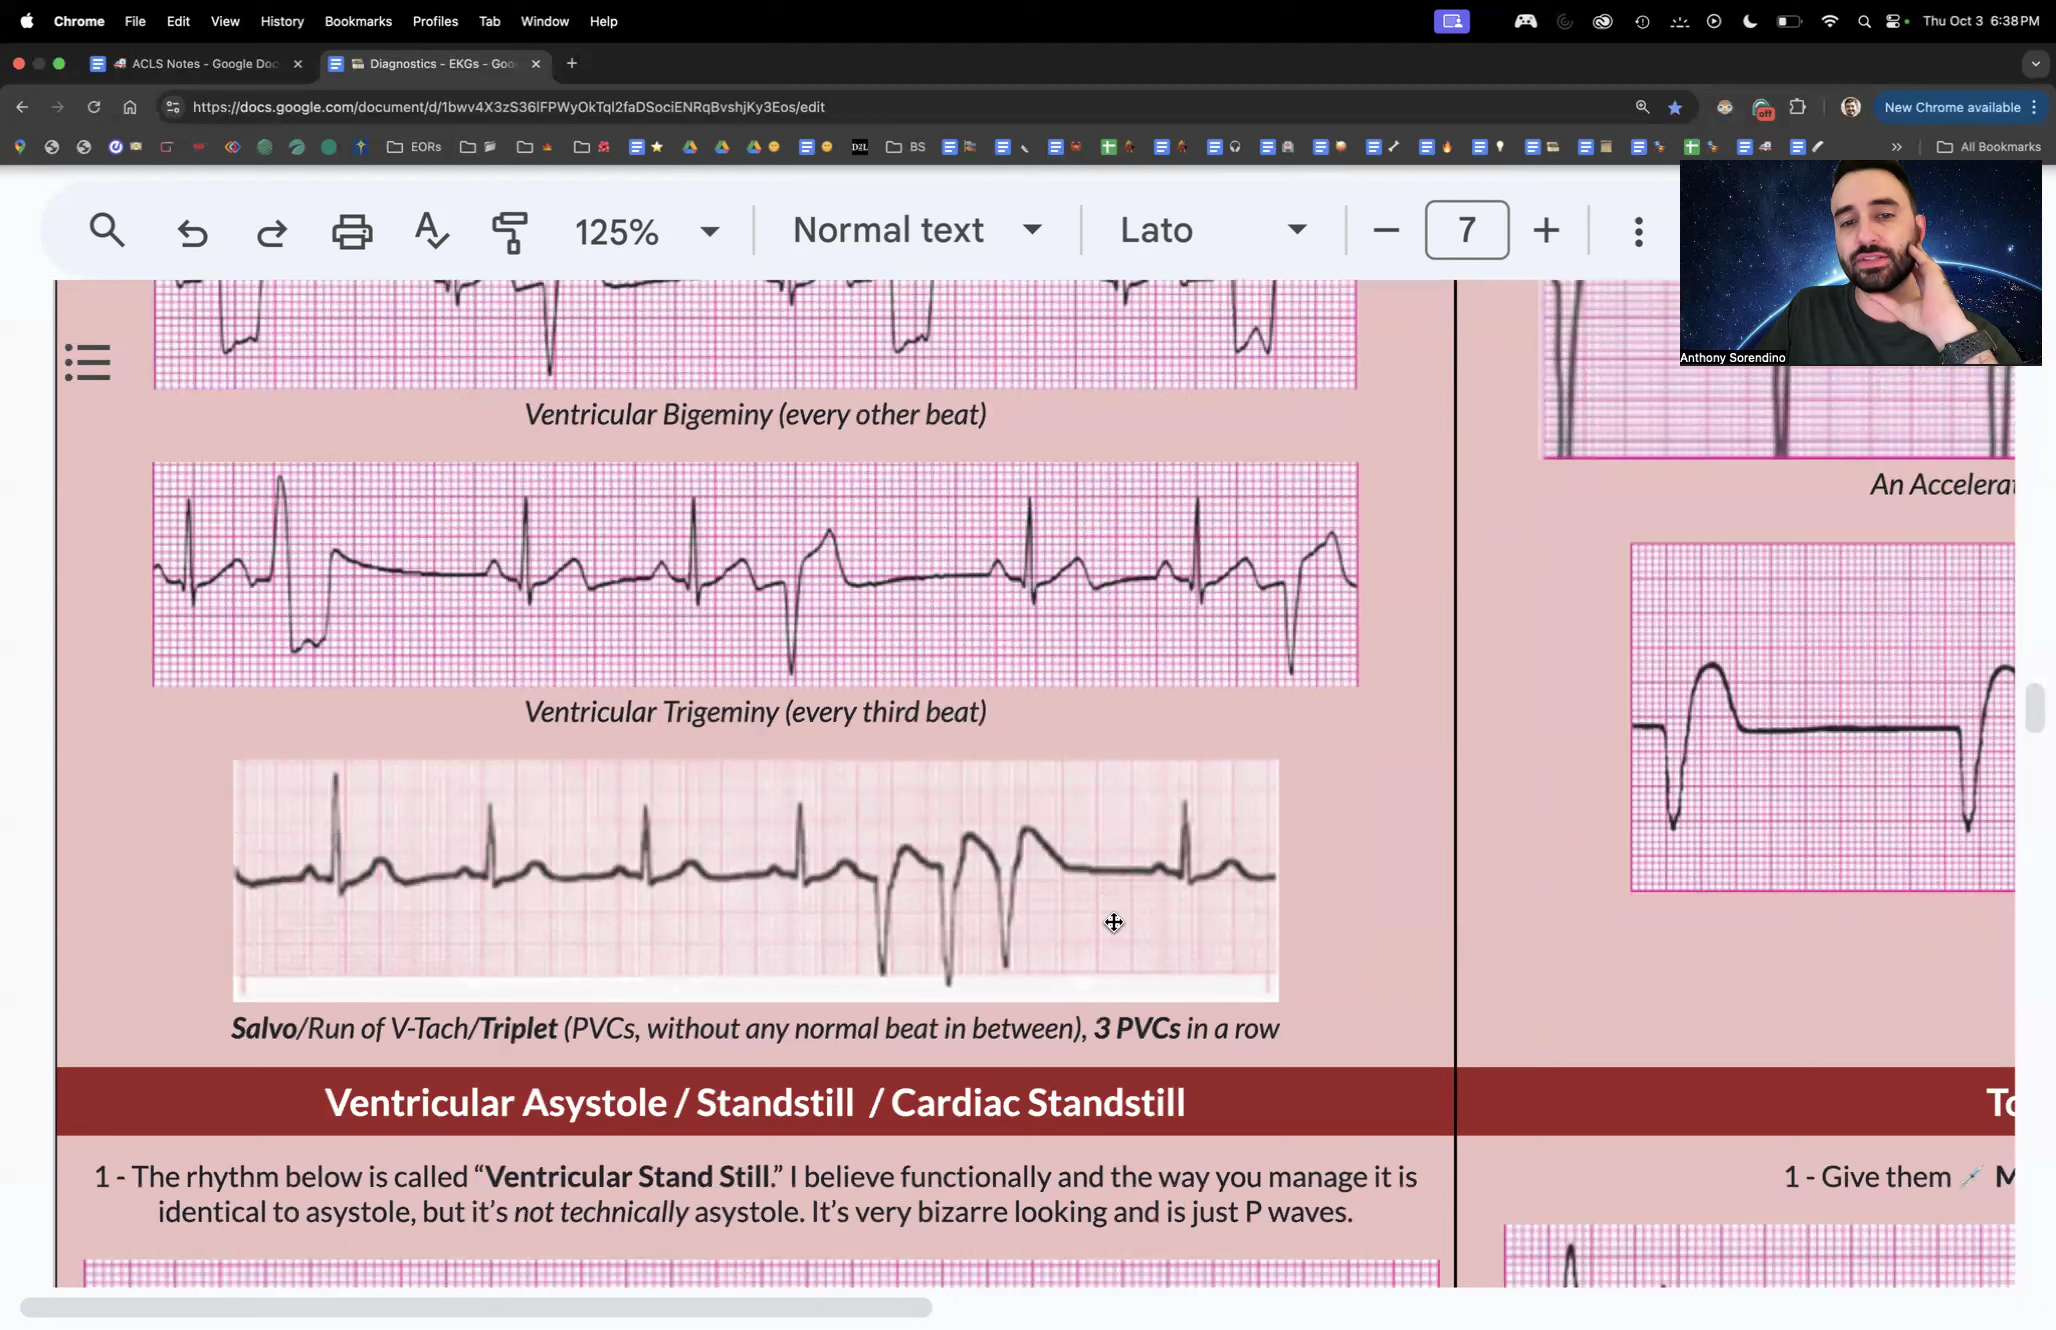 Chrome File Edit View History Bookmarks Profiles Tab Window Help Thu Oct 3 6:38 PM
ACLS Notes - Google Doc Diagnostics - EKGs - Goo
https://docs.google.com/document/d/1bwv4X3zS36lFPWyOkTql2faDSociENRqBvshjKy3Eos/edit off New Chrome available
EORs D2L BS All Bookmarks
125% Normal text Lato 7
Anthony Sorendino
Ventricular Bigeminy (every other beat)
An Accelera
Ventricular Trigeminy (every third beat)
Salvo/Run of V-Tach/Triplet (PVCs, without any normal beat in between), 3 PVCs in a row
Ventricular Asystole / Standstill / Cardiac Standstill
To
1 - The rhythm below is called “Ventricular Stand Still.” I believe functionally and the way you manage it is
identical to asystole, but it’s not technically asystole. It’s very bizarre looking and is just P waves.
1 - Give them M